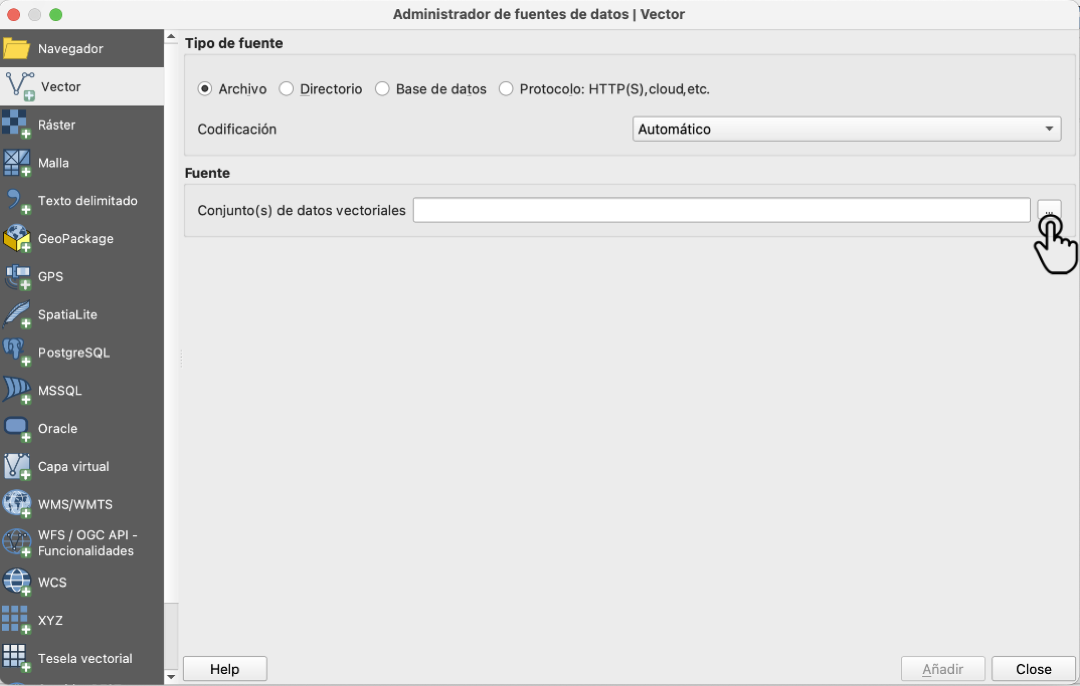 Administrador de fuentes de datos | Vector
Navegador
Vector
Ráster
Malla
Texto delimitado
GeoPackage
GPS
SpatiaLite
PostgreSQL
MSSQL
Oracle
Capa virtual
WMS/WMTS
WFS / OGC API -
Funcionalidades
WCS
XYZ
Tesela vectorial
Tipo de fuente
Archivo Directorio Base de datos Protocolo: HTTP(S),cloud,etc.
Codificación Automático
Fuente
Conjunto(s) de datos vectoriales ...
Help Añadir Close